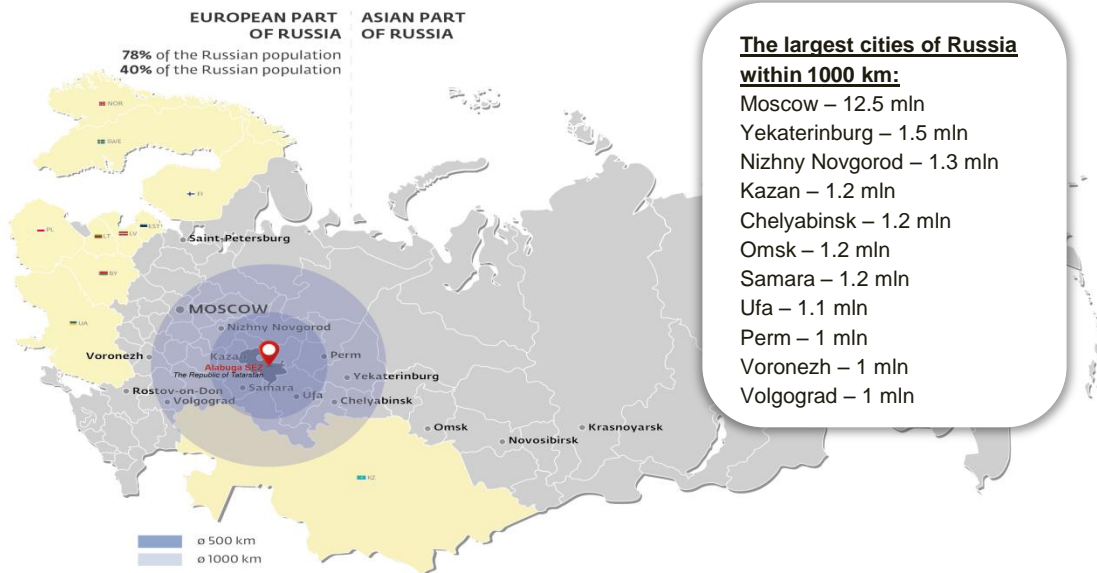 EUROPEAN PART
OF RUSSIA
ASIAN PART
OF RUSSIA
78% of the Russian population
40% of the Russian population
The largest cities of Russia
within 1000 km:
Moscow – 12.5 mln
Yekaterinburg – 1.5 mln
Nizhny Novgorod – 1.3 mln
Kazan – 1.2 mln
Chelyabinsk – 1.2 mln
Omsk – 1.2 mln
Samara – 1.2 mln
Ufa – 1.1 mln
Perm – 1 mln
Voronezh – 1 mln
Volgograd – 1 mln
NOR
SWE
FI
PL
LT
LV
EST
BY
UA
Saint-Petersburg
MOSCOW
Nizhny Novgorod
Voronezh
Kazan
Perm
Alabuga SEZ
The Republic of Tatarstan
Yekaterinburg
Rostov-on-Don
Samara
Ufa
Volgograd
Chelyabinsk
Omsk
Novosibirsk
Krasnoyarsk
KZ
ø 500 km
ø 1000 km